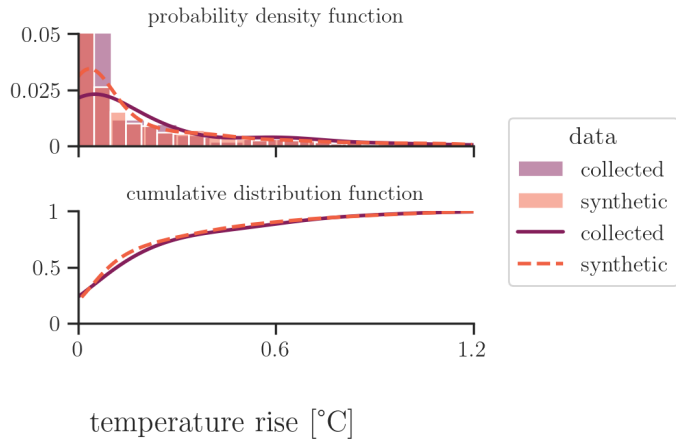 probability density function
0.05
0.025
0
cumulative distribution function
1
0.5
0
0
0.6
1.2
temperature rise [°C]
data
collected
synthetic
collected
synthetic